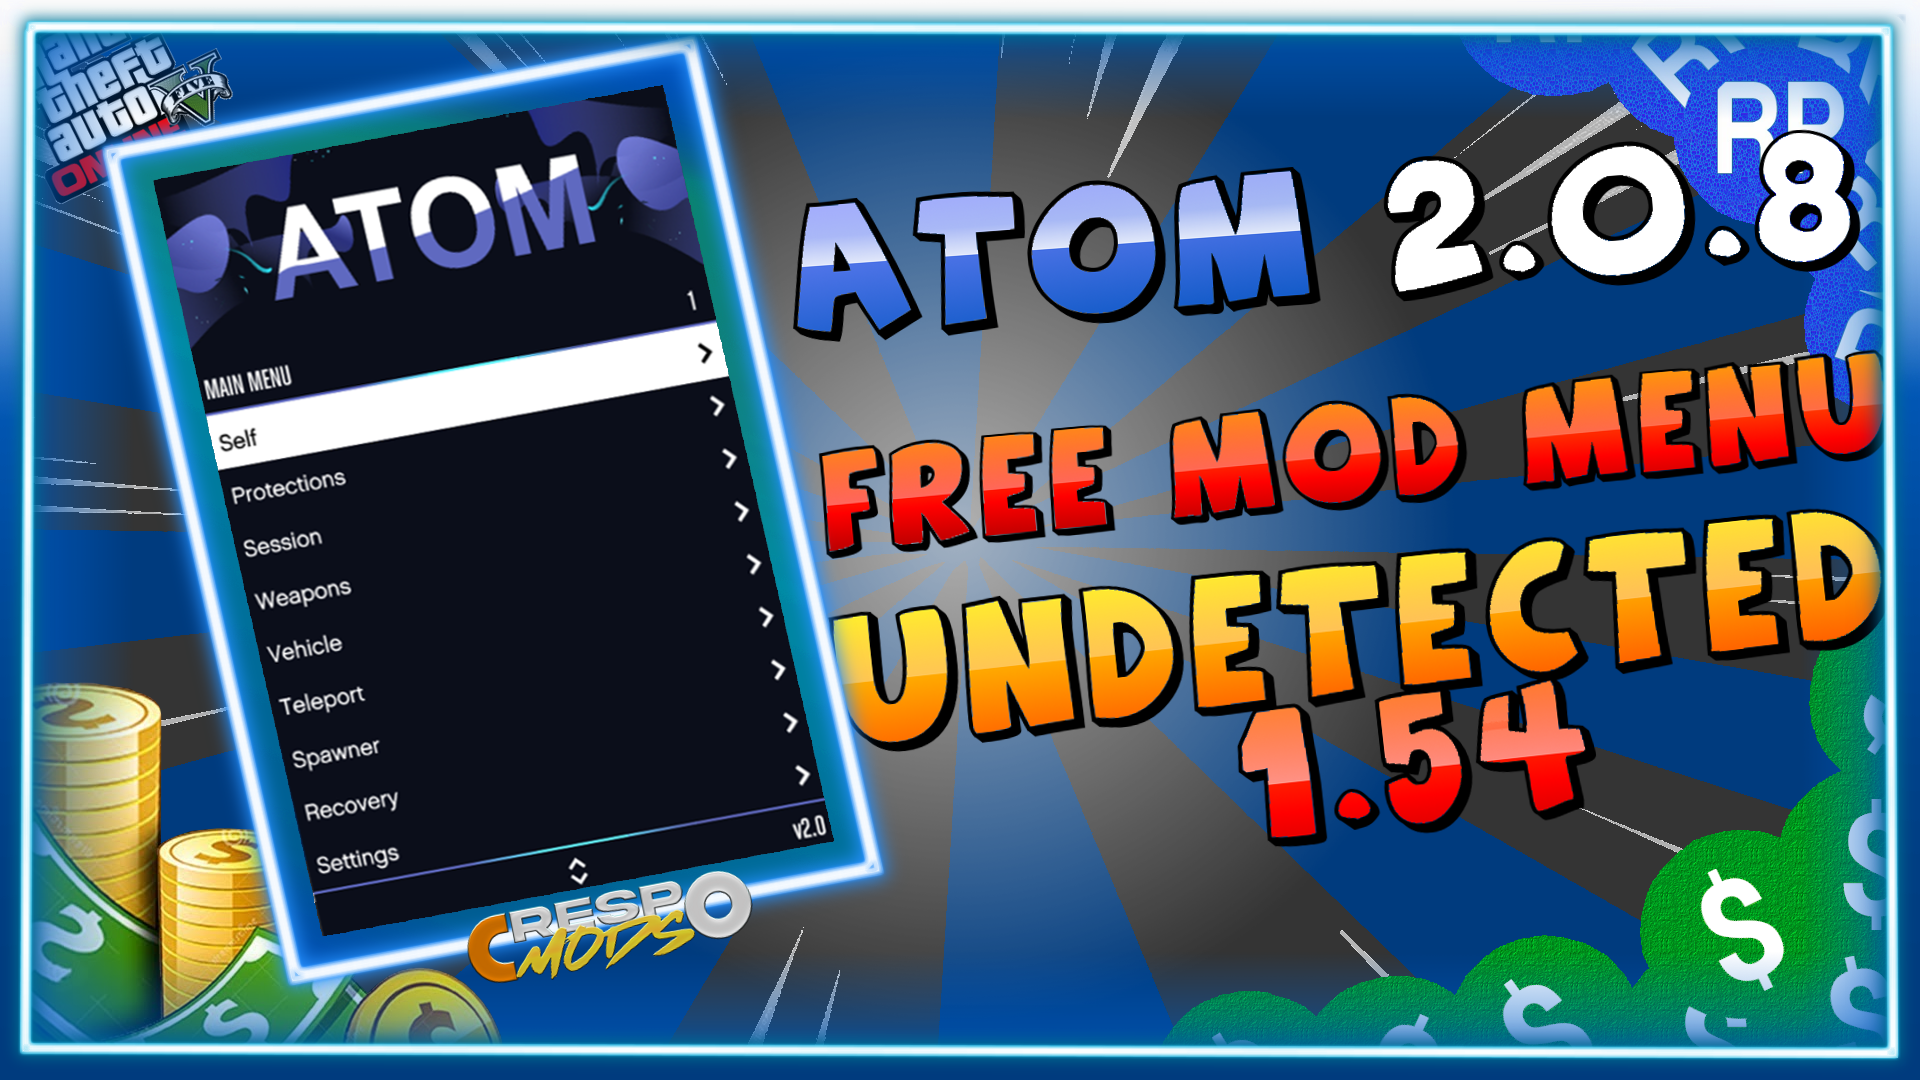 grand
theft
auto
FIVE
ONLINE
ATOM
1
MAIN MENU
Self
Protections
Session
Weapons
Vehicle
Teleport
Spawner
Recovery
Settings
v2.0
CRESPO
MODS
ATOM 2.0.8
FREE MOD MENU
UNDETECTED
1.54
RP
$
$
$
$